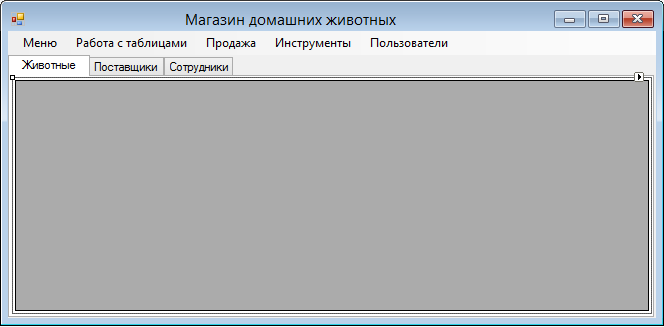 Магазин домашних животных
Меню Работа с таблицами Продажа Инструменты Пользователи
Животные Поставщики Сотрудники